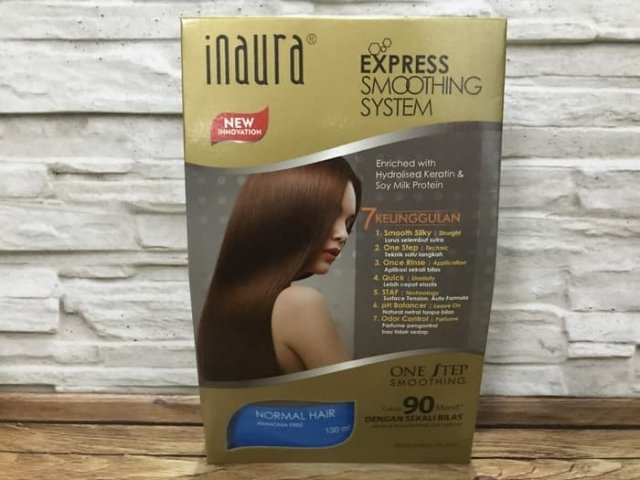 inaura®
EXPRESS
SMOOTHING
SYSTEM
NEW
INNOVATION
Enriched with
Hydrolised Keratin &
Soy Milk Protein
7 KEUNGGULAN
1. Smooth Silky | Straight
Lurus selembut sutra
2. One Step | Technic
Teknik satu langkah
3. Once Rinse | Application
Aplikasi sekali bilas
4. Quick | Elastisity
Lebih cepat elastis
5. STAF | Technology
Surface Tension, Auto Formula
6. pH Balancer | Leave On
Natural netral tanpa bilas
7. Odor Control | Parfume
Parfume pengontrol
bau tidak sedap.
ONE STEP
SMOOTHING
90 Menit
DENGAN SEKALI BILAS
NORMAL HAIR
AMMONIA FREE
130 ml